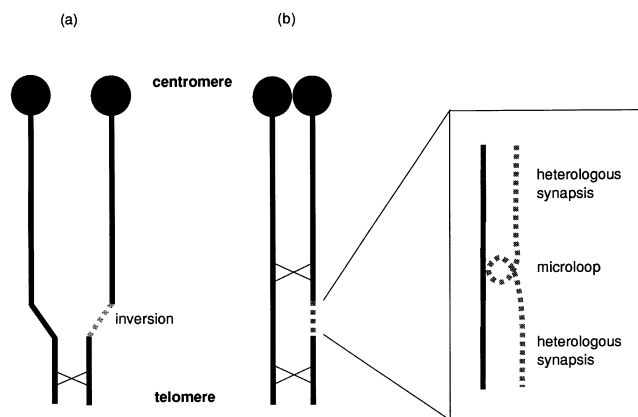 (a)
(b)
centromere
inversion
telomere
heterologous
synapsis
microloop
heterologous
synapsis